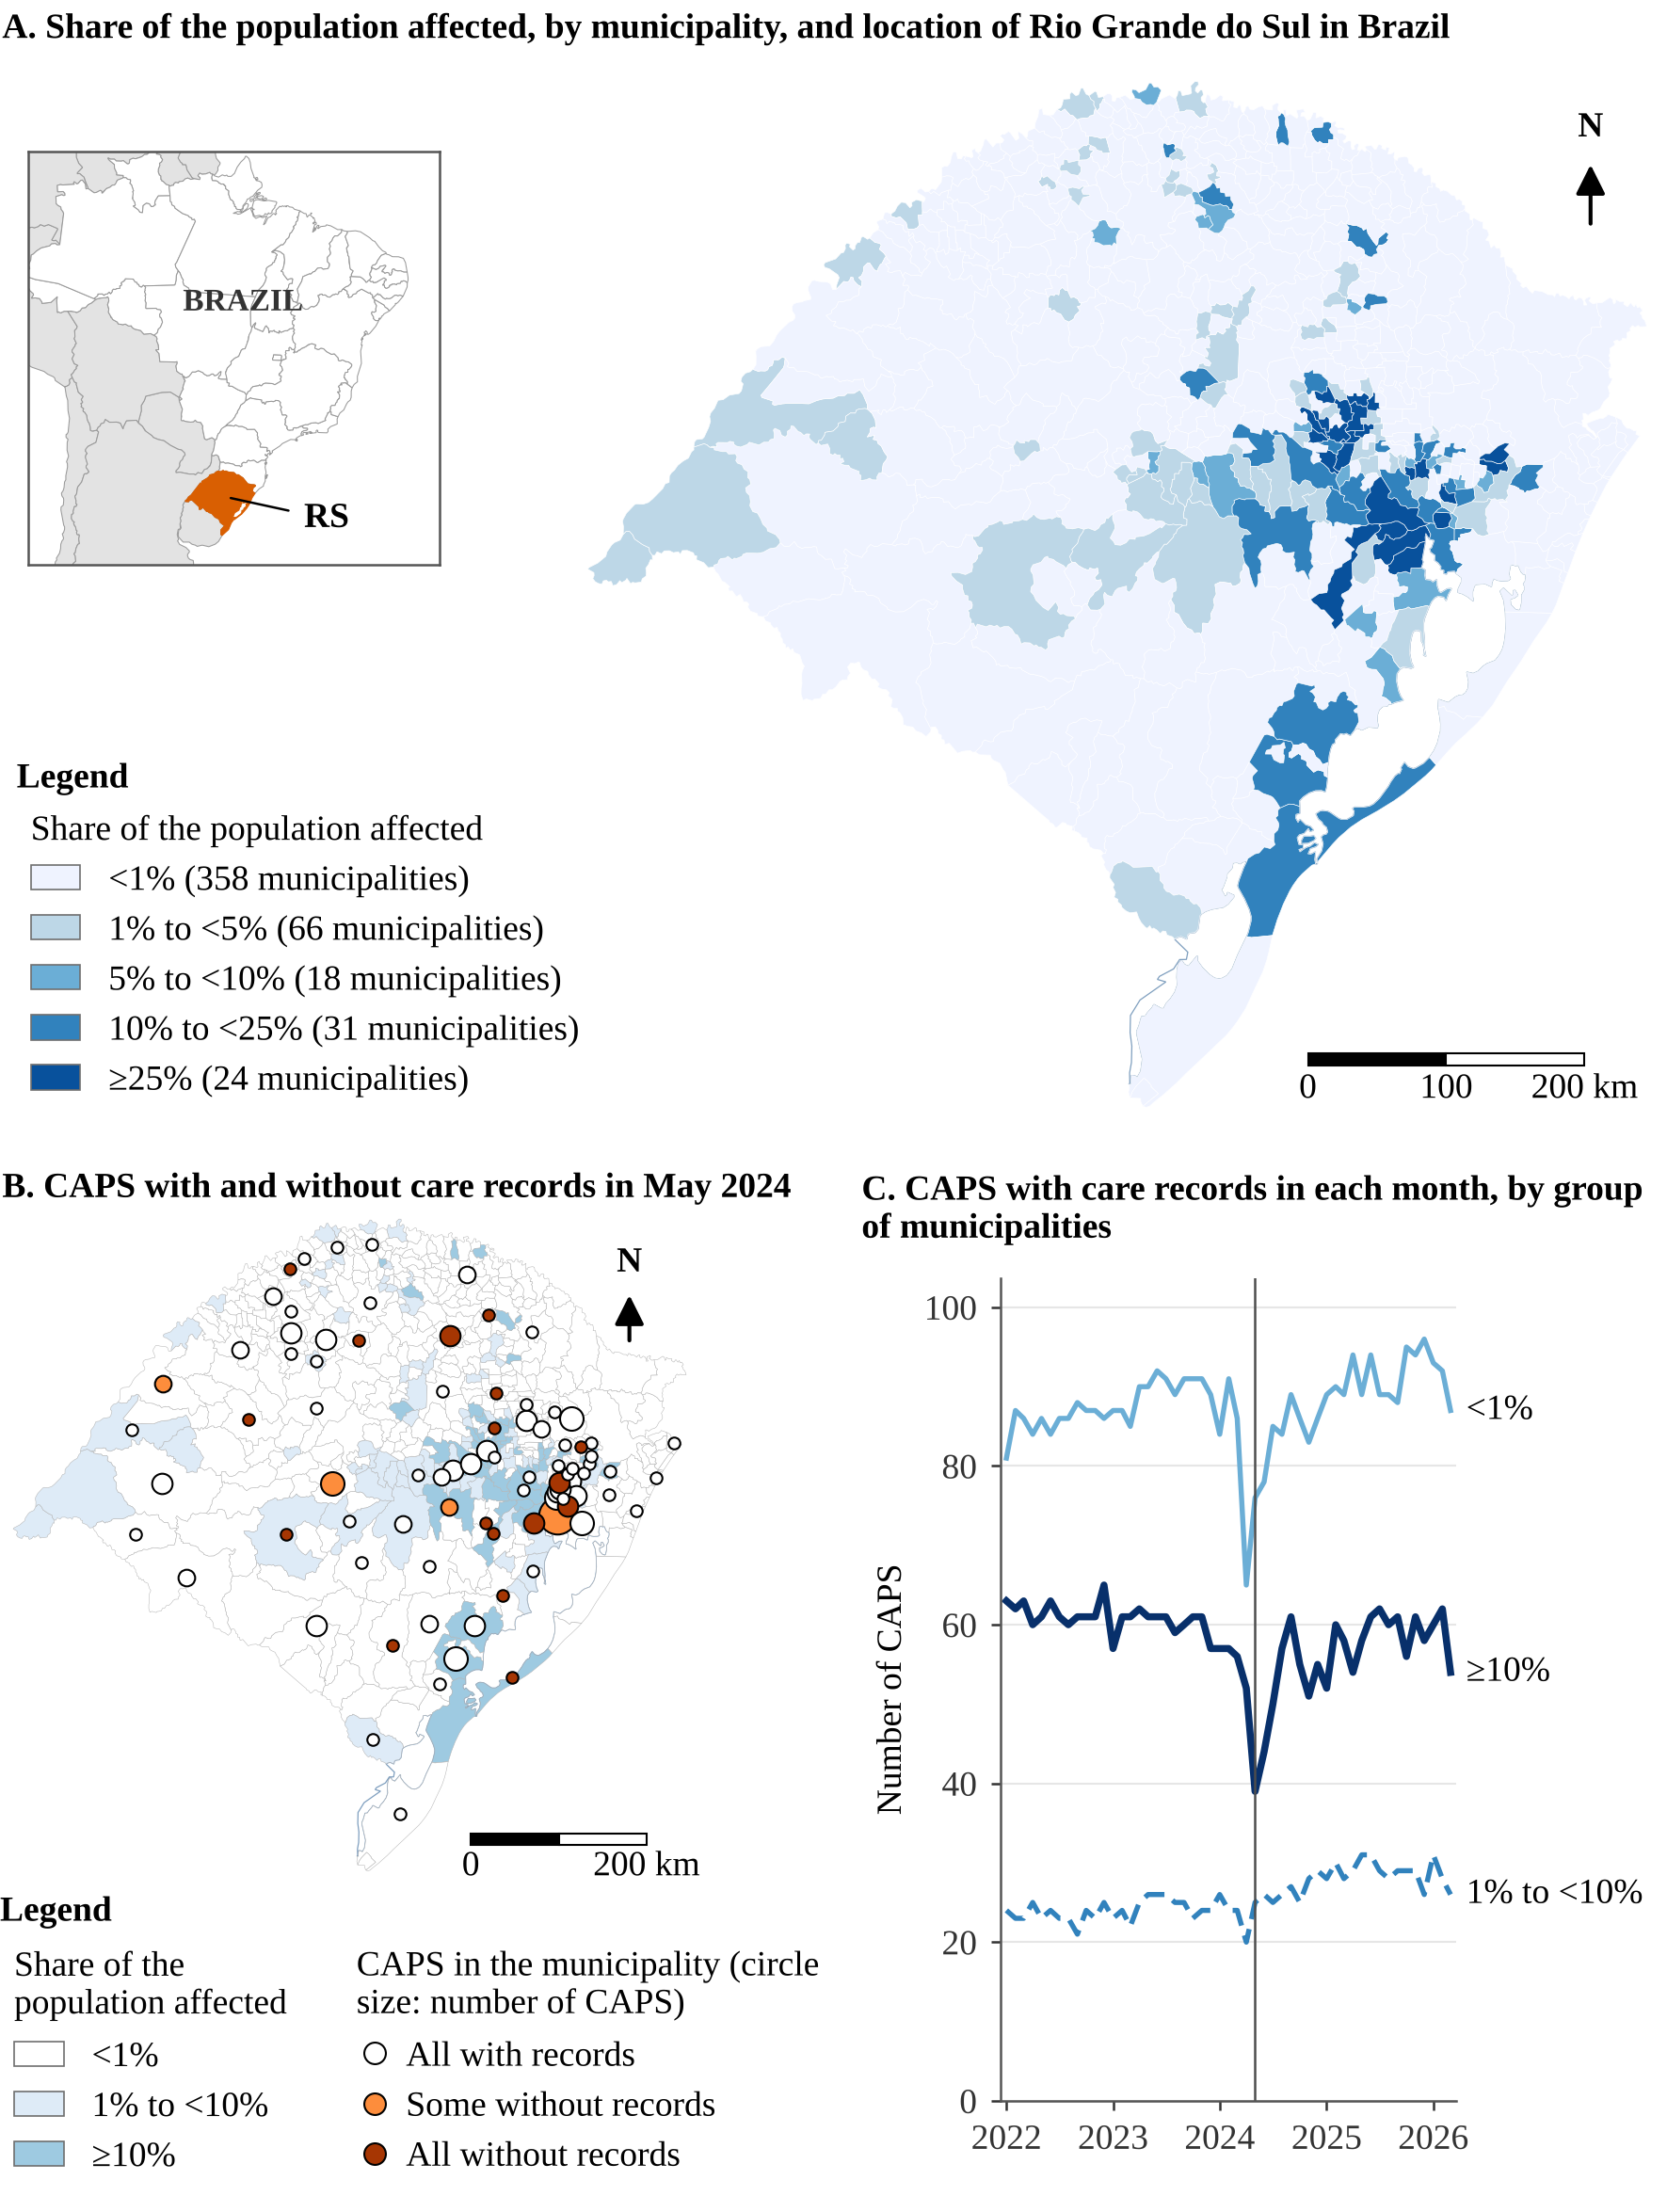 A. Share of the population affected, by municipality, and location of Rio Grande do Sul in Brazil
N
BRAZIL
RS
Legend
Share of the population affected
<1% (358 municipalities)
1% to <5% (66 municipalities)
5% to <10% (18 municipalities)
10% to <25% (31 municipalities)
≥25% (24 municipalities)
0 100 200 km
B. CAPS with and without care records in May 2024
N
0 200 km
Legend
Share of the
population affected
<1%
1% to <10%
≥10%
CAPS in the municipality (circle
size: number of CAPS)
All with records
Some without records
All without records
C. CAPS with care records in each month, by group
of municipalities
Number of CAPS
100
80
60
40
20
0
2022 2023 2024 2025 2026
<1%
≥10%
1% to <10%